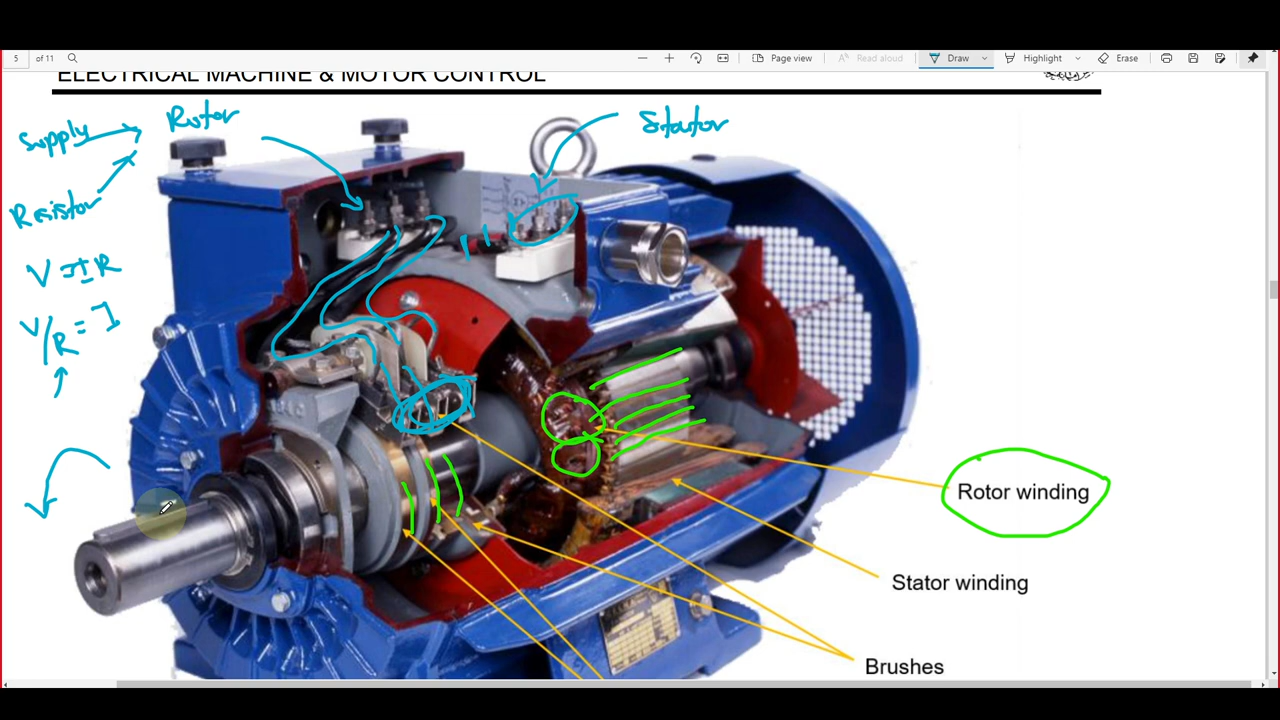 5 of 11
Page view
Read aloud
Draw
Highlight
Erase
ELECTRICAL MACHINE & MOTOR CONTROL
Supply
Rotor
Stator
Resistor
V = IR
V/R = I
Rotor winding
Stator winding
Brushes